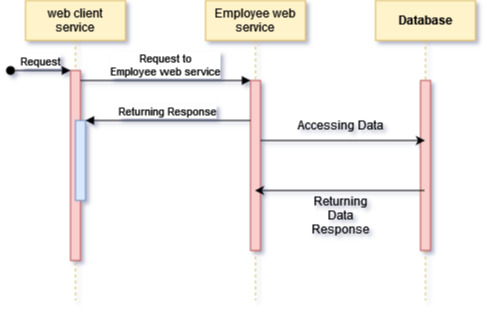 web client
service
Employee web
service
Database
Request
Request to
Employee web service
Returning Response
Accessing Data
Returning
Data
Response